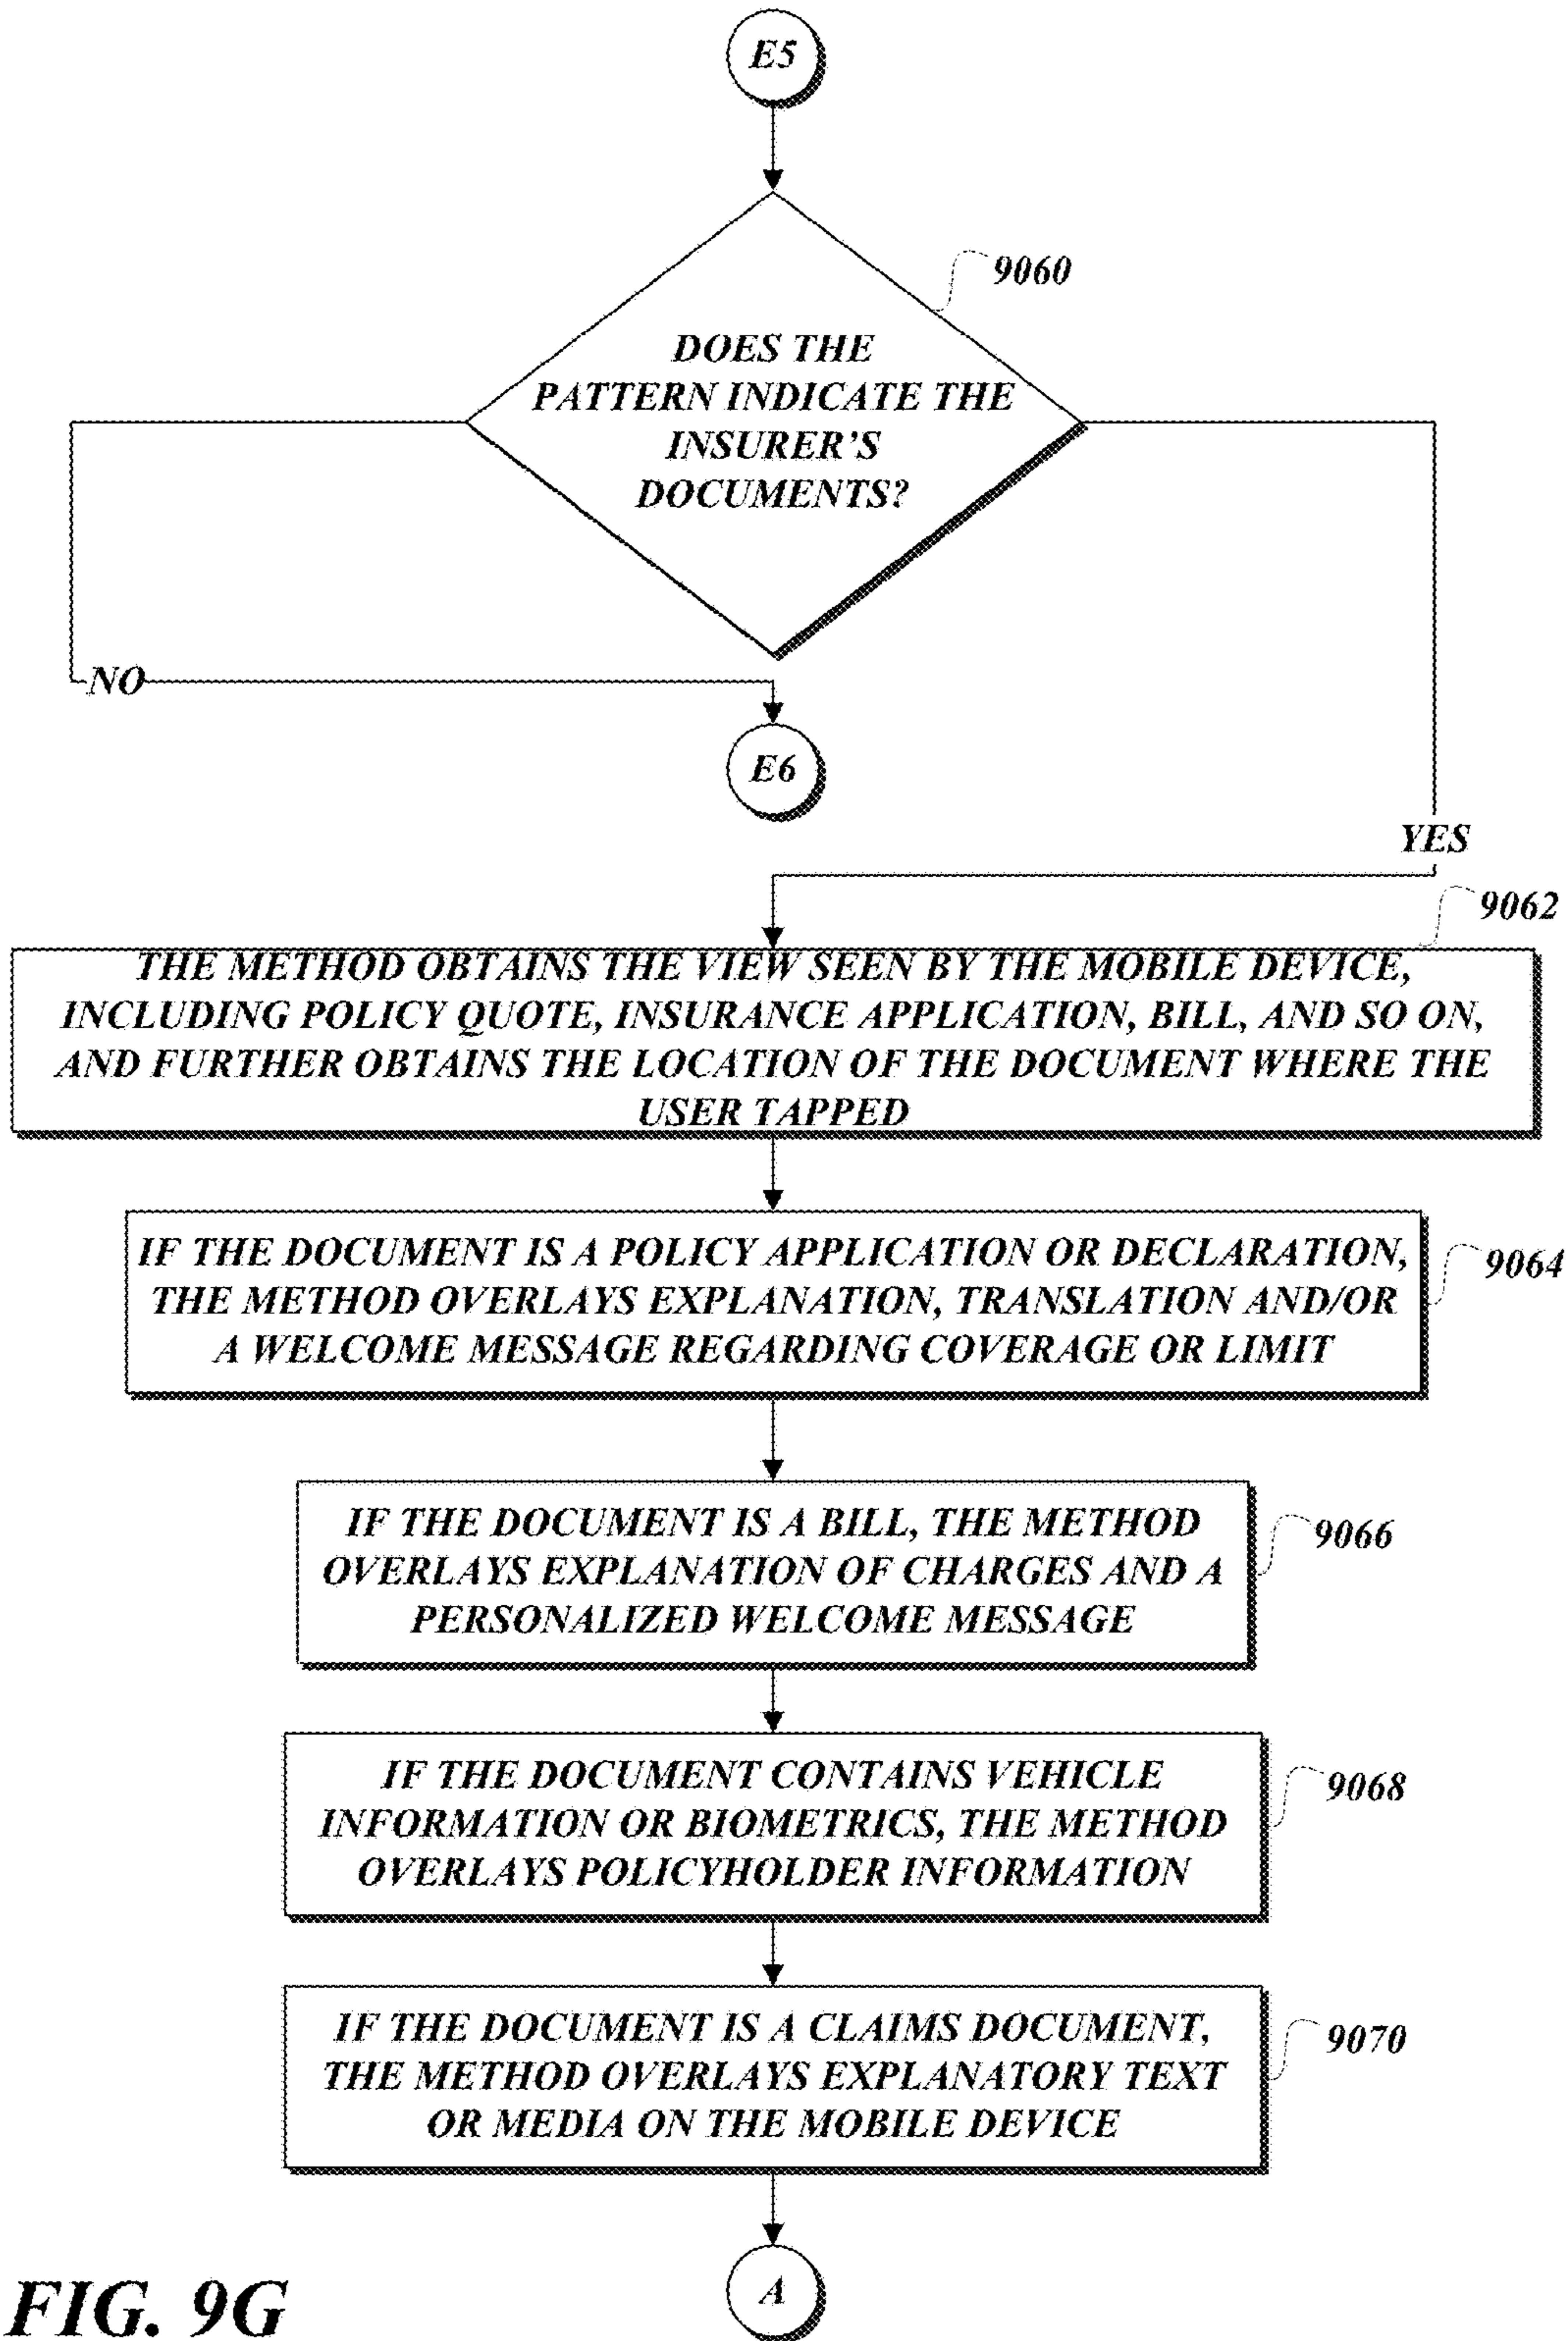 E5
9060
DOES THE
PATTERN INDICATE THE
INSURER'S
DOCUMENTS?
NO
E6
YES
9062
THE METHOD OBTAINS THE VIEW SEEN BY THE MOBILE DEVICE,
INCLUDING POLICY QUOTE, INSURANCE APPLICATION, BILL, AND SO ON,
AND FURTHER OBTAINS THE LOCATION OF THE DOCUMENT WHERE THE
USER TAPPED
IF THE DOCUMENT IS A POLICY APPLICATION OR DECLARATION,
THE METHOD OVERLAYS EXPLANATION, TRANSLATION AND/OR
A WELCOME MESSAGE REGARDING COVERAGE OR LIMIT
9064
IF THE DOCUMENT IS A BILL, THE METHOD
OVERLAYS EXPLANATION OF CHARGES AND A
PERSONALIZED WELCOME MESSAGE
9066
IF THE DOCUMENT CONTAINS VEHICLE
INFORMATION OR BIOMETRICS, THE METHOD
OVERLAYS POLICYHOLDER INFORMATION
9068
IF THE DOCUMENT IS A CLAIMS DOCUMENT,
THE METHOD OVERLAYS EXPLANATORY TEXT
OR MEDIA ON THE MOBILE DEVICE
9070
A
FIG. 9G